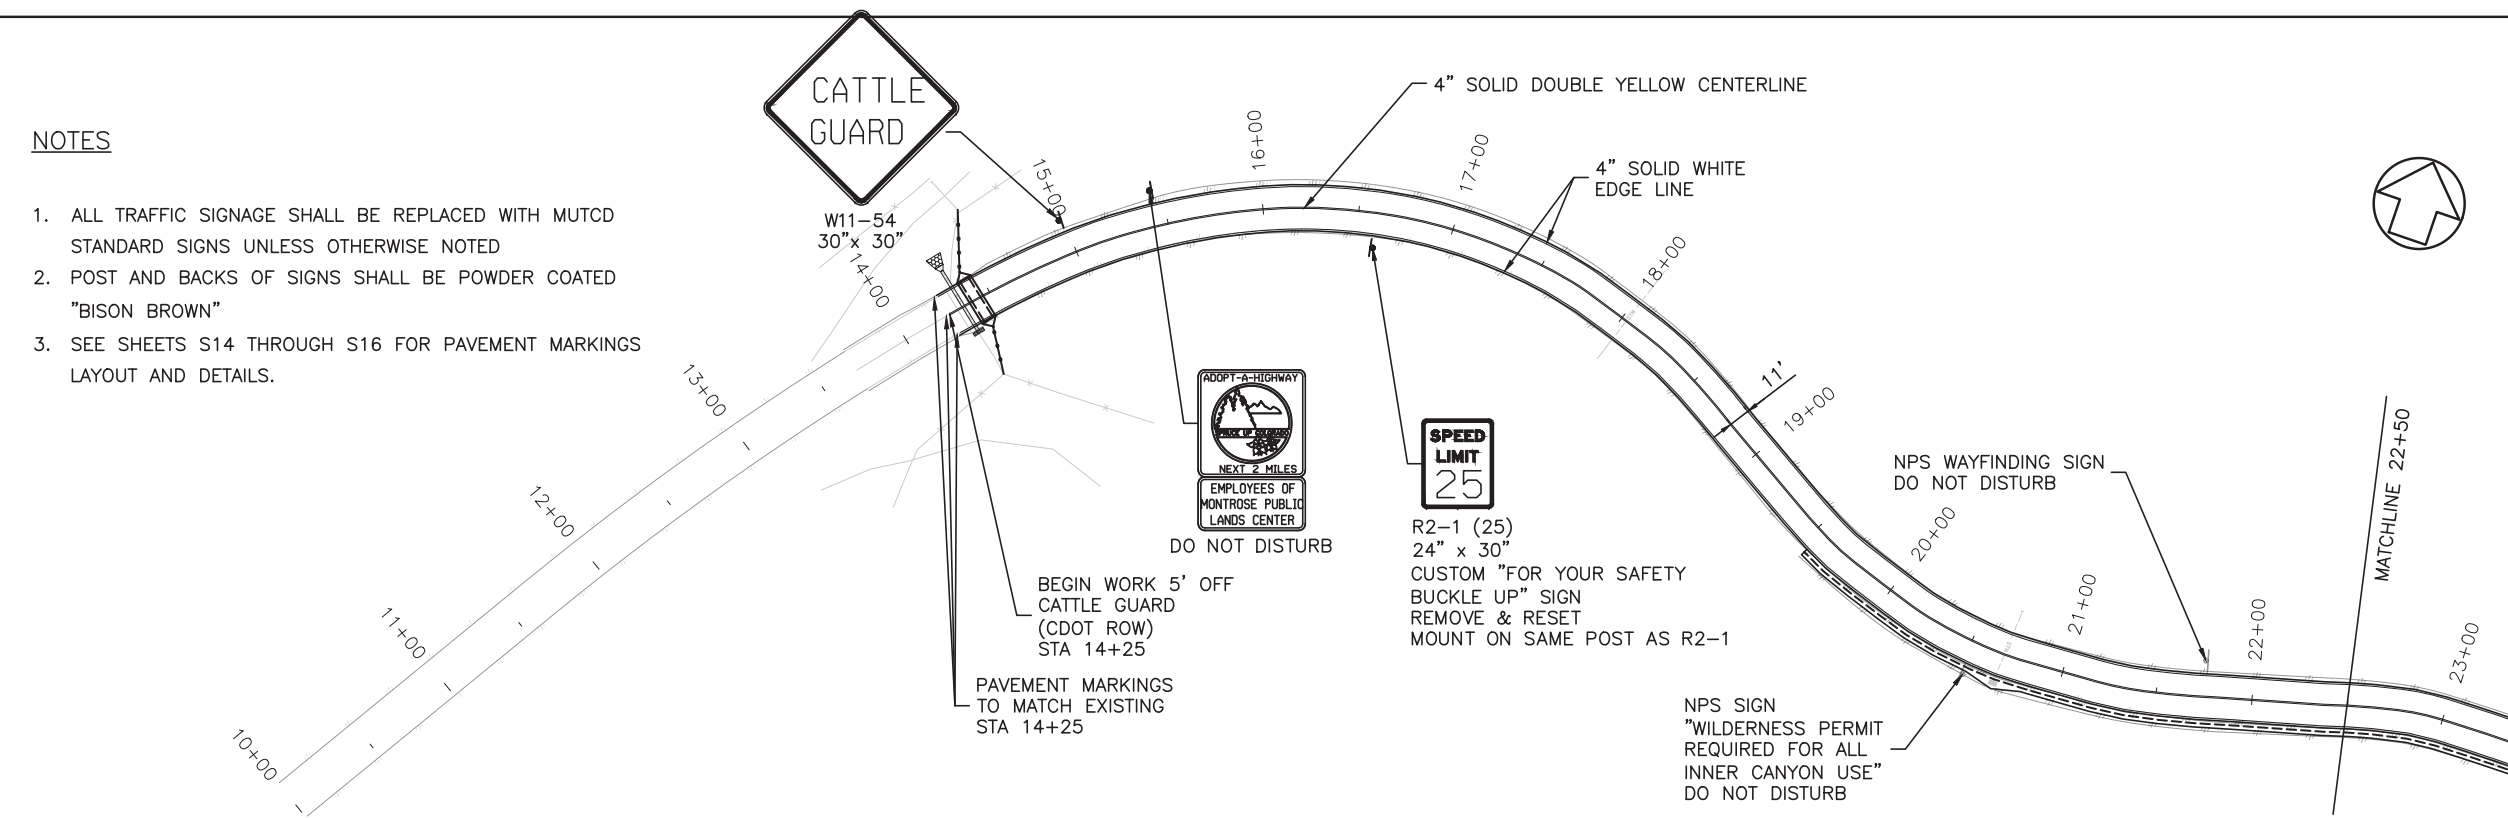 NOTES
1. ALL TRAFFIC SIGNAGE SHALL BE REPLACED WITH MUTCD
STANDARD SIGNS UNLESS OTHERWISE NOTED
2. POST AND BACKS OF SIGNS SHALL BE POWDER COATED
"BISON BROWN"
3. SEE SHEETS S14 THROUGH S16 FOR PAVEMENT MARKINGS
LAYOUT AND DETAILS.
CATTLE
GUARD
W11-54
30"x 30"
4" SOLID DOUBLE YELLOW CENTERLINE
4" SOLID WHITE
EDGE LINE
10+00
11+00
12+00
13+00
14+00
15+00
16+00
17+00
18+00
11'
19+00
20+00
21+00
22+00
23+00
MATCHLINE 22+50
ADOPT-A-HIGHWAY
NEXT 2 MILES
EMPLOYEES OF
MONTROSE PUBLIC
LANDS CENTER
DO NOT DISTURB
SPEED
LIMIT
25
R2-1 (25)
24" x 30"
CUSTOM "FOR YOUR SAFETY
BUCKLE UP" SIGN
REMOVE & RESET
MOUNT ON SAME POST AS R2-1
BEGIN WORK 5' OFF
CATTLE GUARD
(CDOT ROW)
STA 14+25
PAVEMENT MARKINGS
TO MATCH EXISTING
STA 14+25
NPS WAYFINDING SIGN
DO NOT DISTURB
NPS SIGN
"WILDERNESS PERMIT
REQUIRED FOR ALL
INNER CANYON USE"
DO NOT DISTURB